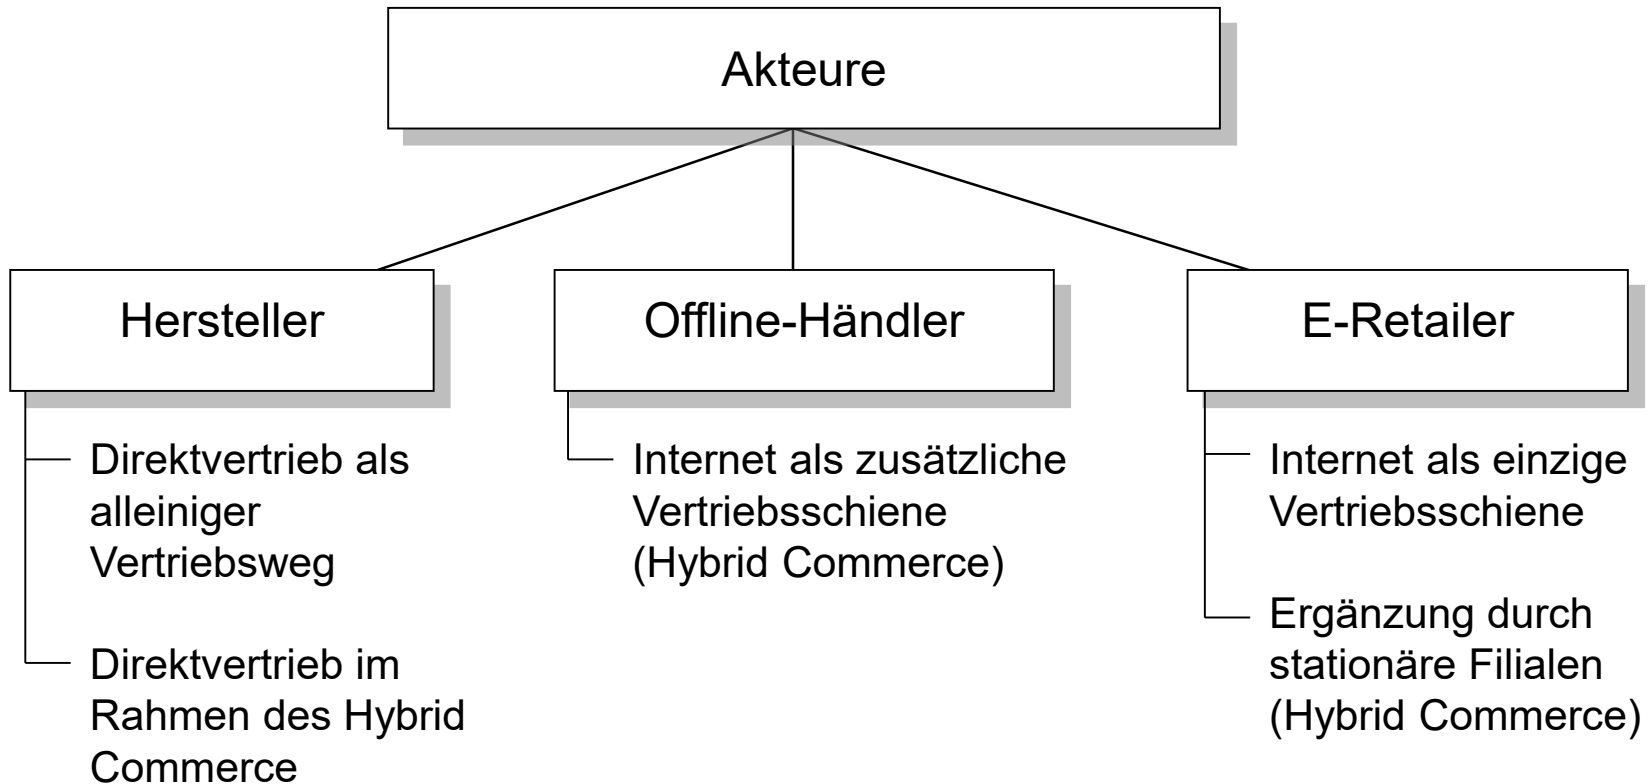 Akteure
Hersteller
Direktvertrieb als
alleiniger
Vertriebsweg
Direktvertrieb im
Rahmen des Hybrid
Commerce
Offline-Händler
Internet als zusätzliche
Vertriebsschiene
(Hybrid Commerce)
E-Retailer
Internet als einzige
Vertriebsschiene
Ergänzung durch
stationäre Filialen
(Hybrid Commerce)